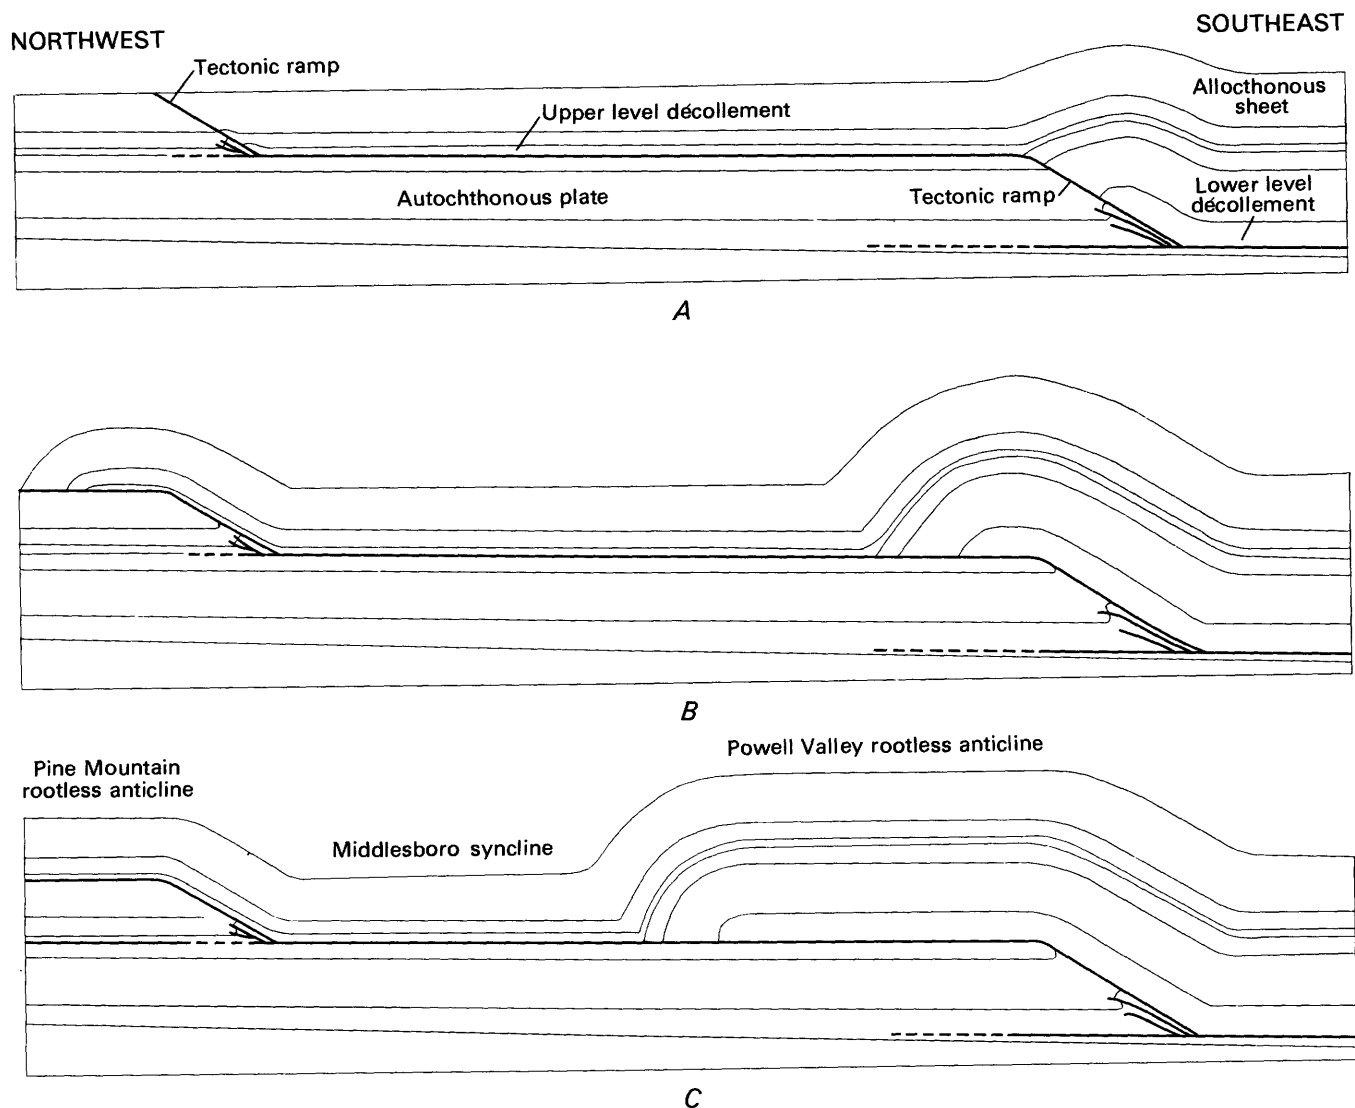 NORTHWEST
SOUTHEAST
Tectonic ramp
Upper level décollement
Allocthonous
sheet
Autochthonous plate
Tectonic ramp
Lower level
décollement
A
B
Pine Mountain
rootless anticline
Middlesboro syncline
Powell Valley rootless anticline
C